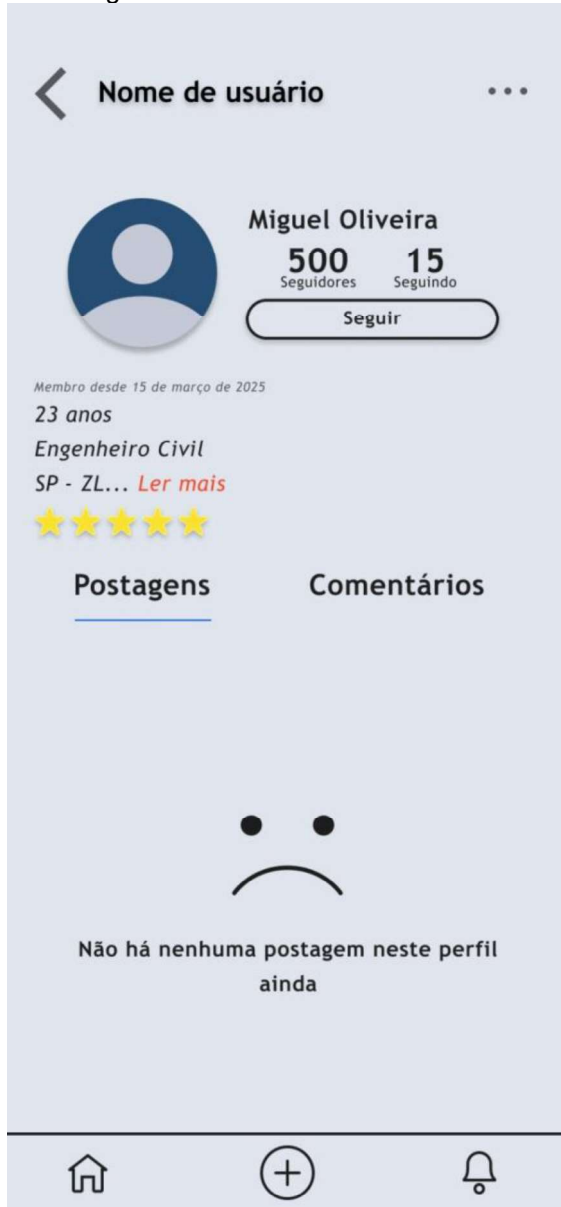 Nome de usuário
Miguel Oliveira
500 15
Seguidores Seguindo
Seguir
Membro desde 15 de março de 2025
23 anos
Engenheiro Civil
SP - ZL... Ler mais
Postagens Comentários
Não há nenhuma postagem neste perfil
ainda